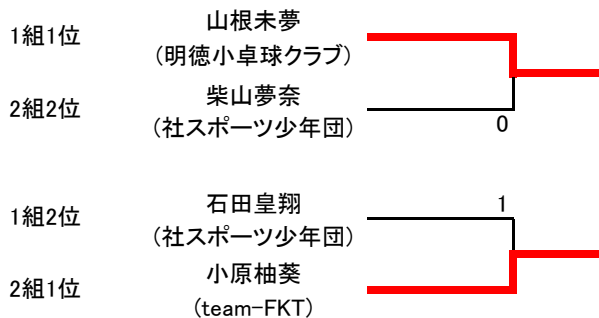 1組1位
山根未夢
(明徳小卓球クラブ)
2組2位
柴山夢奈
(社スポーツ少年団)
0
1組2位
石田皇翔
(社スポーツ少年団)
1
2組1位
小原柚葵
(team-FKT)